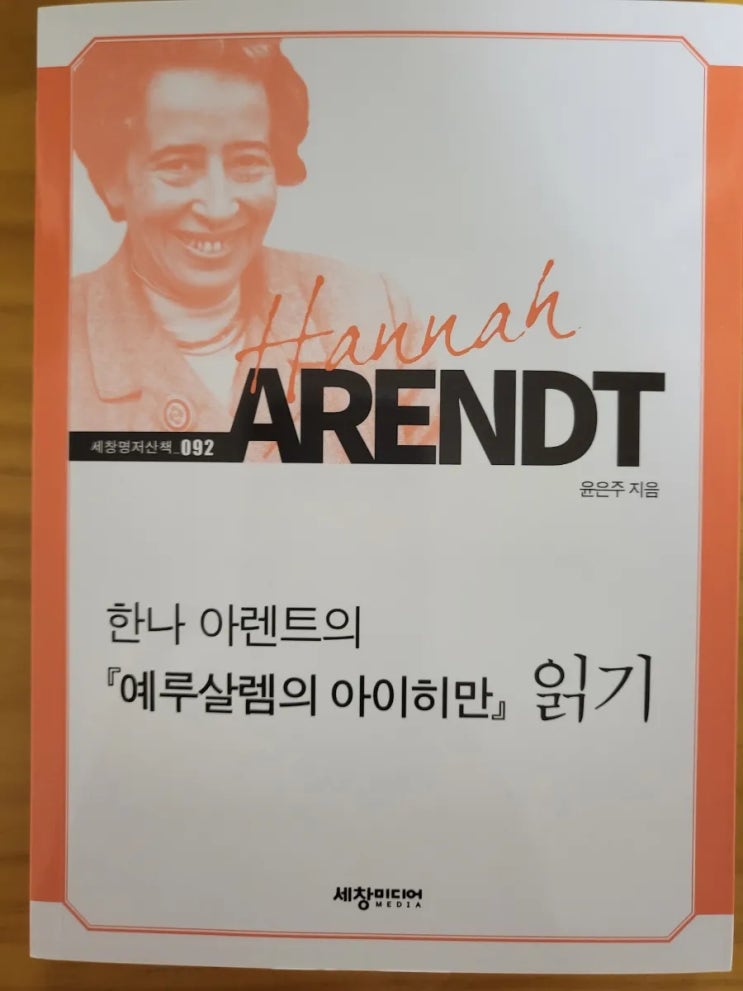 Hannah
ARENDT
세창명저산책_092
윤은주 지음
한나 아렌트의
『예루살렘의 아이히만』 읽기
세창미디어
MEDIA